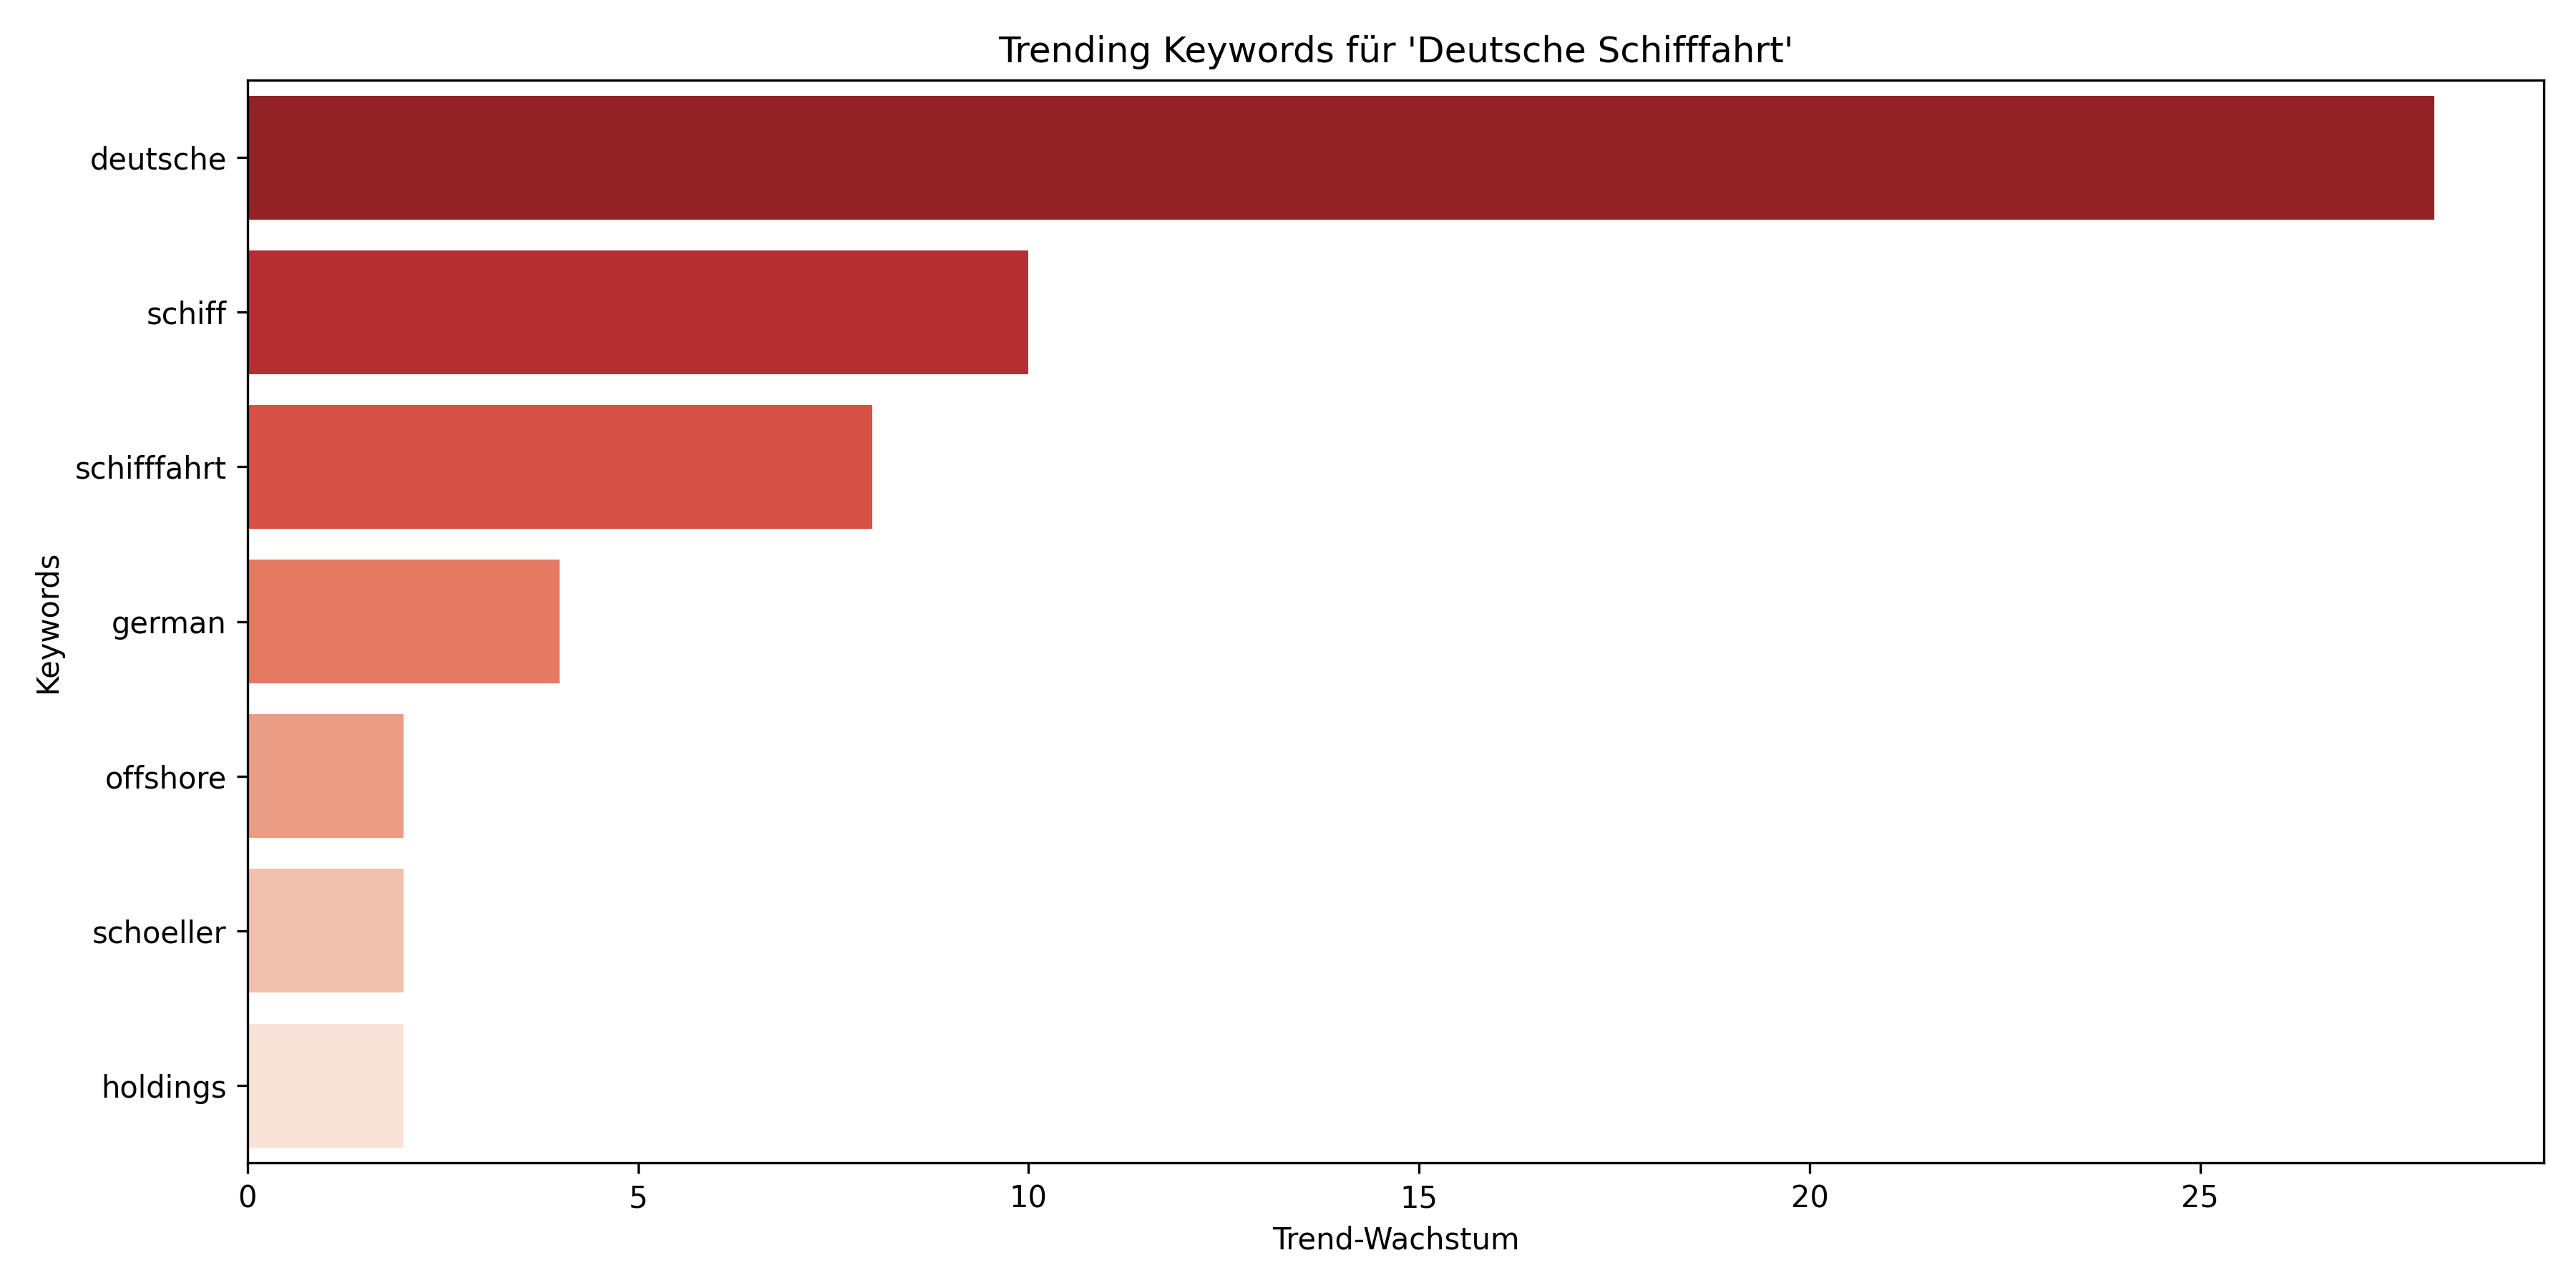 Trending Keywords für 'Deutsche Schifffahrt'
deutsche
schiff
schifffahrt
german
offshore
schoeller
holdings
Keywords
0 5 10 15 20 25
Trend-Wachstum